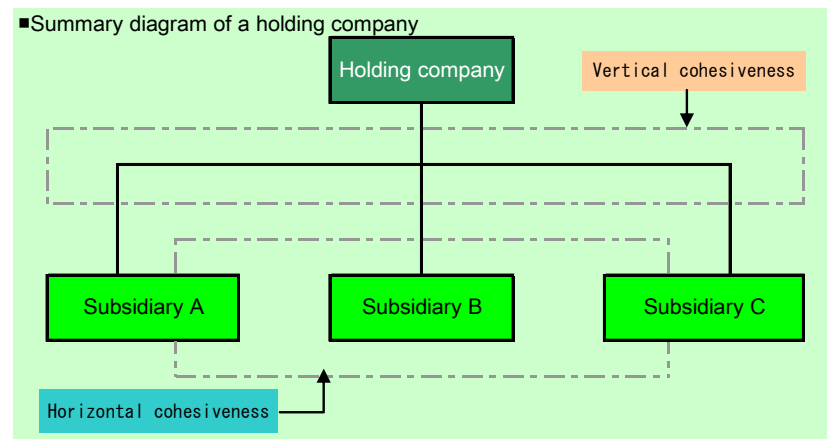 ■Summary diagram of a holding company
Holding company
Vertical cohesiveness
Subsidiary A
Subsidiary B
Subsidiary C
Horizontal cohesiveness